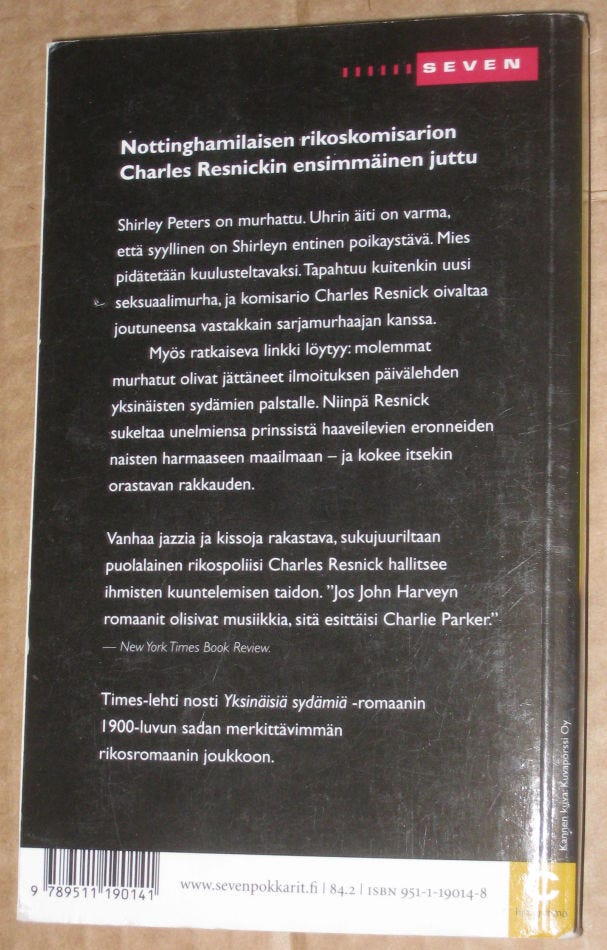 SEVEN
Nottinghamilaisen rikoskomisarion
Charles Resnickin ensimmäinen juttu
Shirley Peters on murhattu. Uhrin äiti on varma,
että syyllinen on Shirleyn entinen poikaystävä. Mies
pidätetään kuulusteltavaksi. Tapahtuu kuitenkin uusi
seksuaalimurha, ja komisario Charles Resnick oivaltaa
joutuneensa vastakkain sarjamurhaajan kanssa.
Myös ratkaiseva linkki löytyy: molemmat
murhatut olivat jättäneet ilmoituksen päivälehden
yksinäisten sydämien palstalle. Niinpä Resnick
sukeltaa unelmiensa prinssistä haaveilevien eronneiden
naisten harmaaseen maailmaan – ja kokee itsekin
orastavan rakkauden.
Vanhaa jazzia ja kissoja rakastava, sukujuuriltaan
puolalainen rikospoliisi Charles Resnick hallitsee
ihmisten kuuntelemisen taidon. ”Jos John Harveyn
romaanit olisivat musiikkia, sitä esittäisi Charlie Parker.”
— New York Times Book Review.
Times-lehti nosti Yksinäisiä sydämiä -romaanin
1900-luvun sadan merkittävimmän
rikosromaanin joukkoon.
Kannen kuva: Kuvapörssi Oy
9 789511 190141
www.sevenpokkarit.fi | 84.2 | ISBN 951-1-19014-8